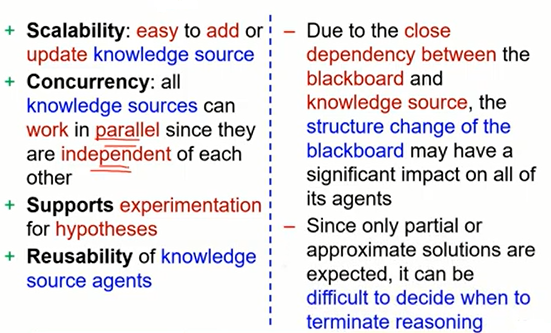 + Scalability: easy to add or
update knowledge source
+ Concurrency: all
knowledge sources can
work in parallel since they
are independent of each
other
+ Supports experimentation
for hypotheses
+ Reusability of knowledge
source agents
– Due to the close
dependency between the
blackboard and
knowledge source, the
structure change of the
blackboard may have a
significant impact on all of
its agents
– Since only partial or
approximate solutions are
expected, it can be
difficult to decide when to
terminate reasoning